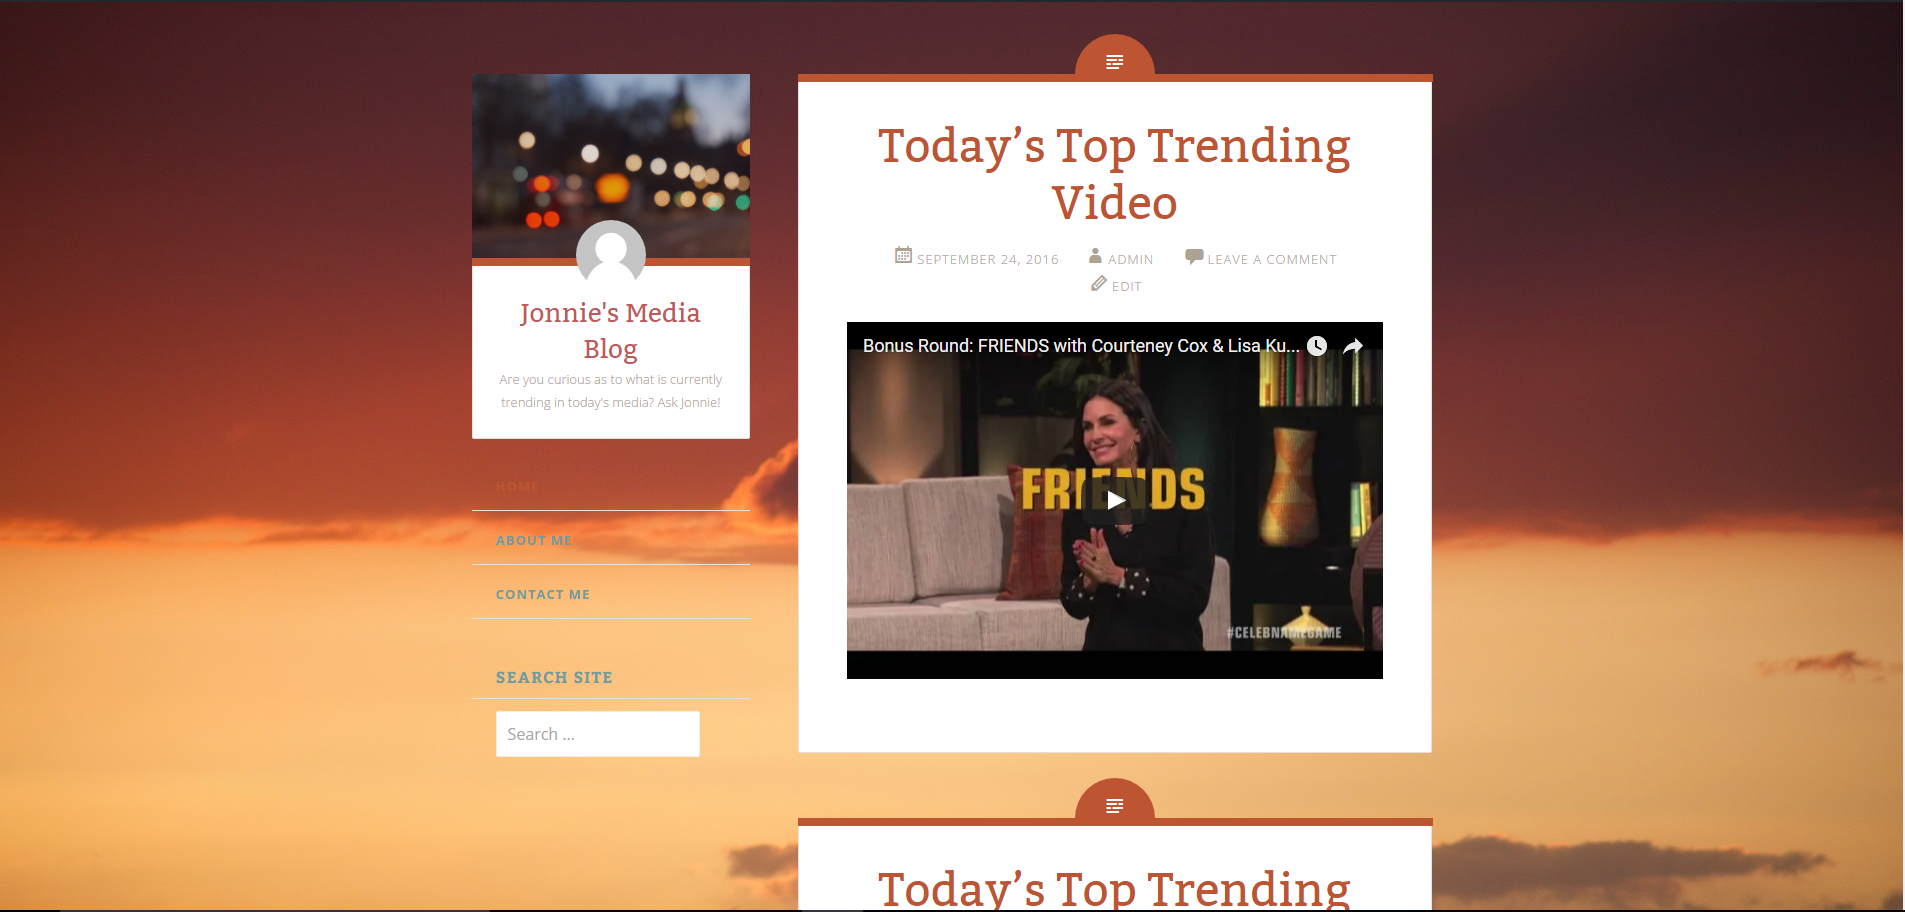 Jonnie's Media
Blog
Are you curious as to what is currently
trending in today's media? Ask Jonnie!
HOME
ABOUT ME
CONTACT ME
SEARCH SITE
Search ...
Today’s Top Trending
Video
SEPTEMBER 24, 2016 ADMIN LEAVE A COMMENT
EDIT
Bonus Round: FRIENDS with Courteney Cox & Lisa Ku...
FRIENDS
#CELEBNAMEGAME
Today’s Top Trending